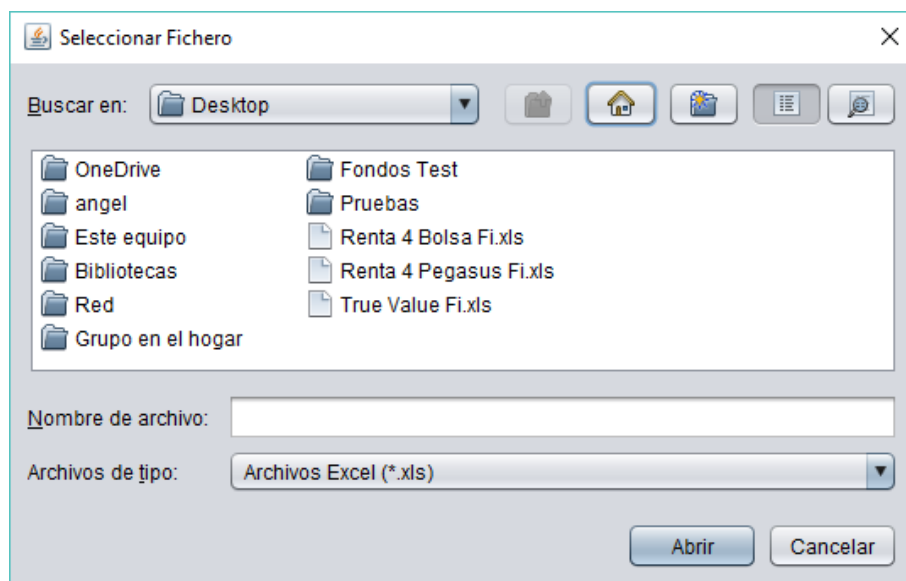 Seleccionar Fichero
Buscar en: Desktop
OneDrive
angel
Este equipo
Bibliotecas
Red
Grupo en el hogar
Fondos Test
Pruebas
Renta 4 Bolsa Fi.xls
Renta 4 Pegasus Fi.xls
True Value Fi.xls
Nombre de archivo:
Archivos de tipo: Archivos Excel (*.xls)
Abrir Cancelar